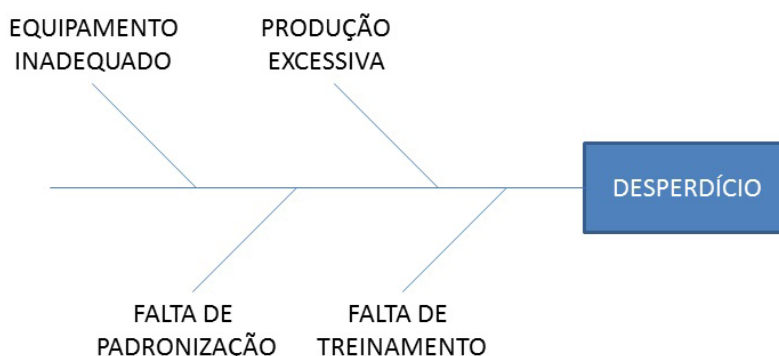 EQUIPAMENTO
INADEQUADO
PRODUÇÃO
EXCESSIVA
DESPERDÍCIO
FALTA DE
PADRONIZAÇÃO
FALTA DE
TREINAMENTO